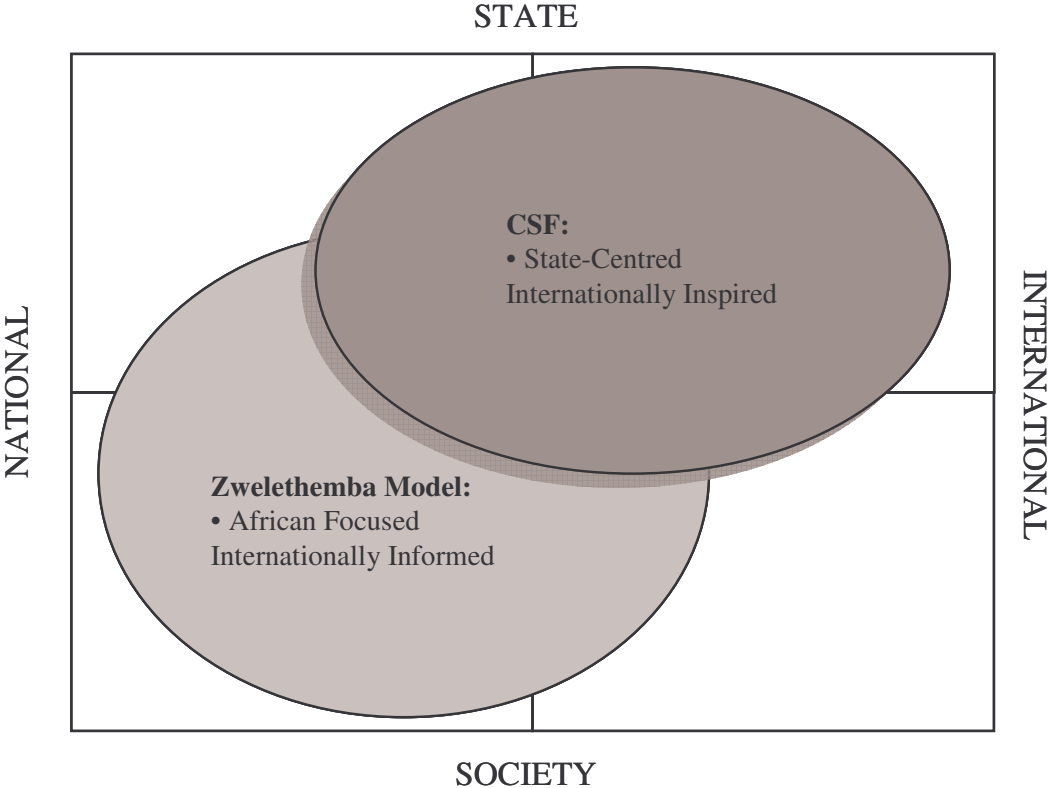 STATE
CSF:
• State-Centred
Internationally Inspired
NATIONAL
INTERNATIONAL
Zwelethemba Model:
• African Focused
Internationally Informed
SOCIETY